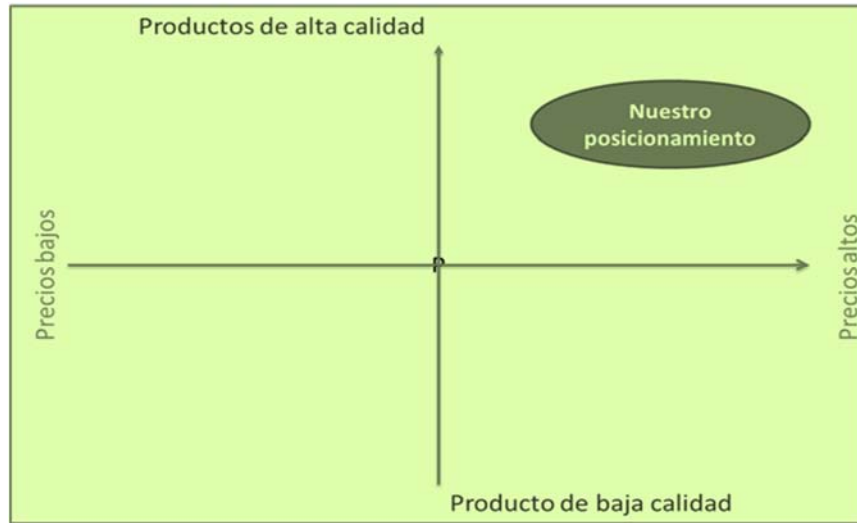 Productos de alta calidad
Nuestro
posicionamiento
Precios bajos
P
Precios altos
Producto de baja calidad